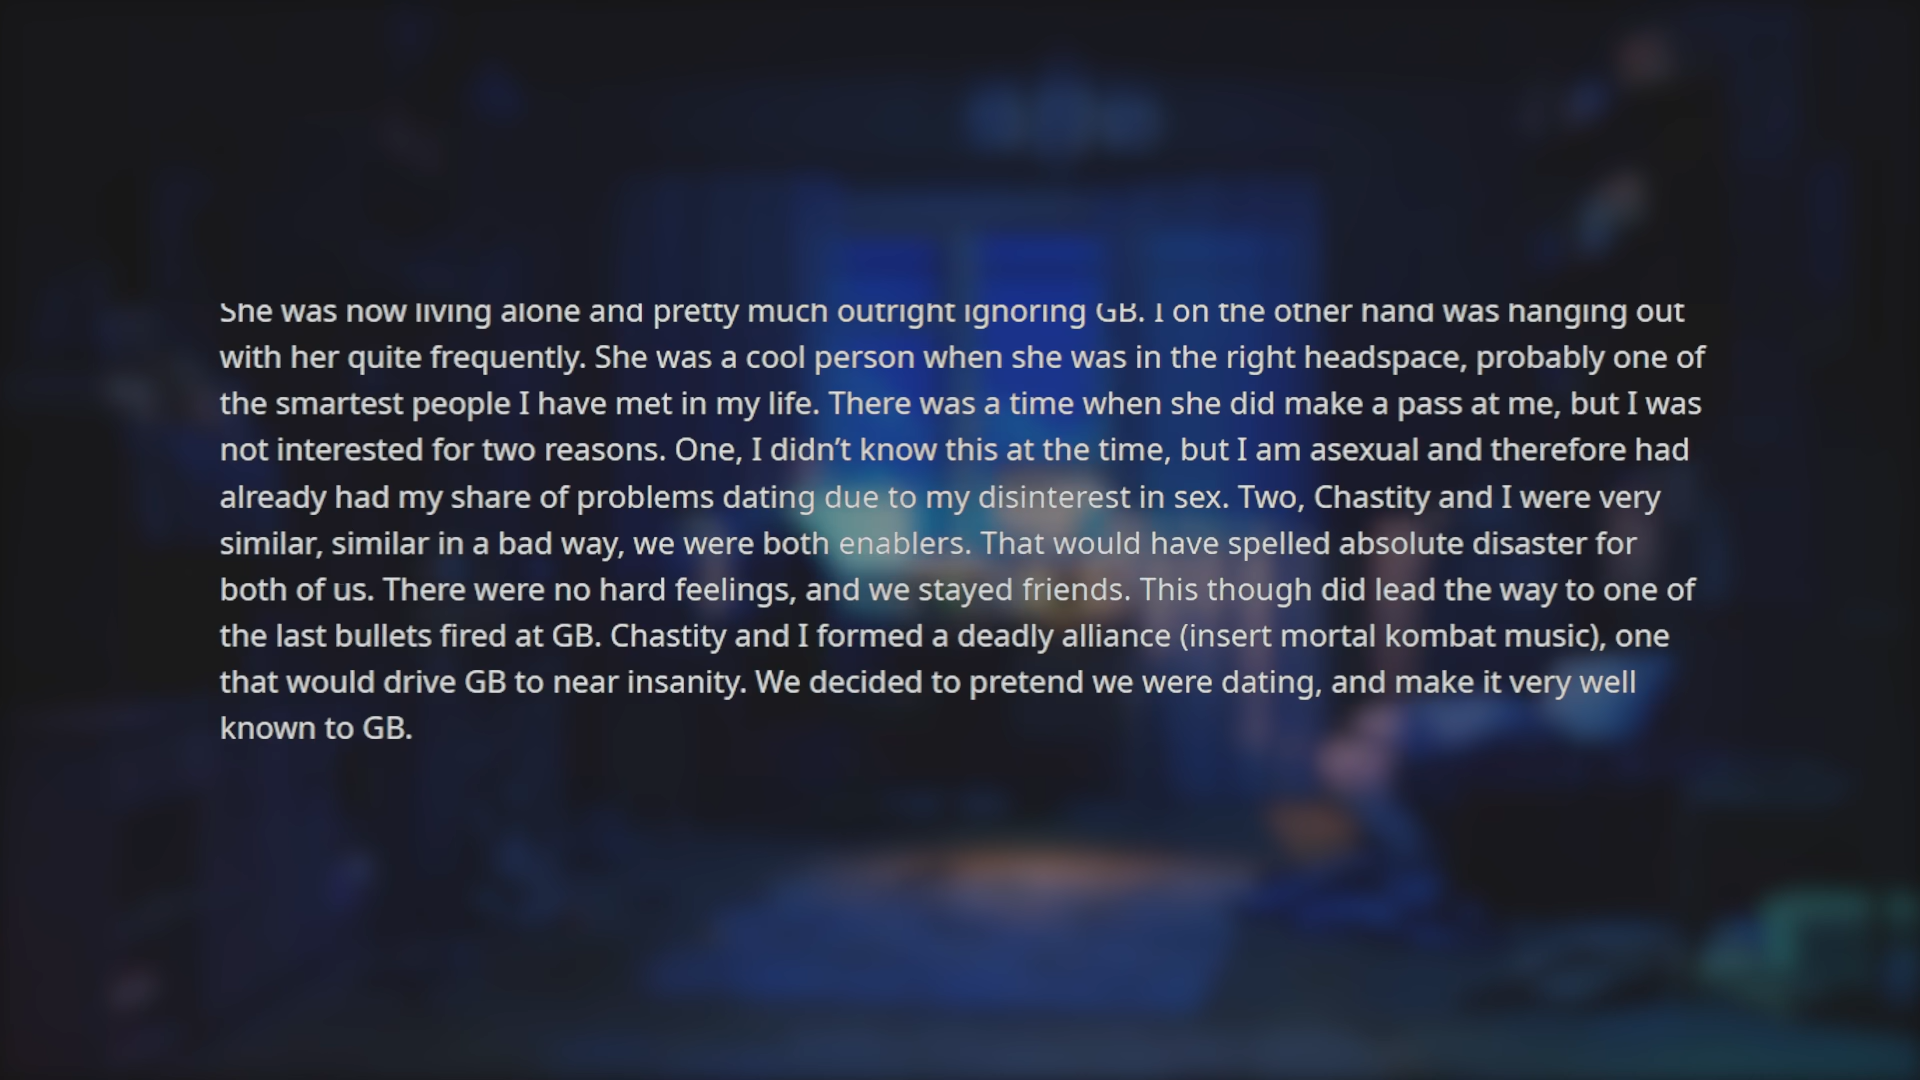 She was now living alone and pretty much outright ignoring GB. I on the other hand was hanging out
with her quite frequently. She was a cool person when she was in the right headspace, probably one of
the smartest people I have met in my life. There was a time when she did make a pass at me, but I was
not interested for two reasons. One, I didn’t know this at the time, but I am asexual and therefore had
already had my share of problems dating due to my disinterest in sex. Two, Chastity and I were very
similar, similar in a bad way, we were both enablers. That would have spelled absolute disaster for
both of us. There were no hard feelings, and we stayed friends. This though did lead the way to one of
the last bullets fired at GB. Chastity and I formed a deadly alliance (insert mortal kombat music), one
that would drive GB to near insanity. We decided to pretend we were dating, and make it very well
known to GB.